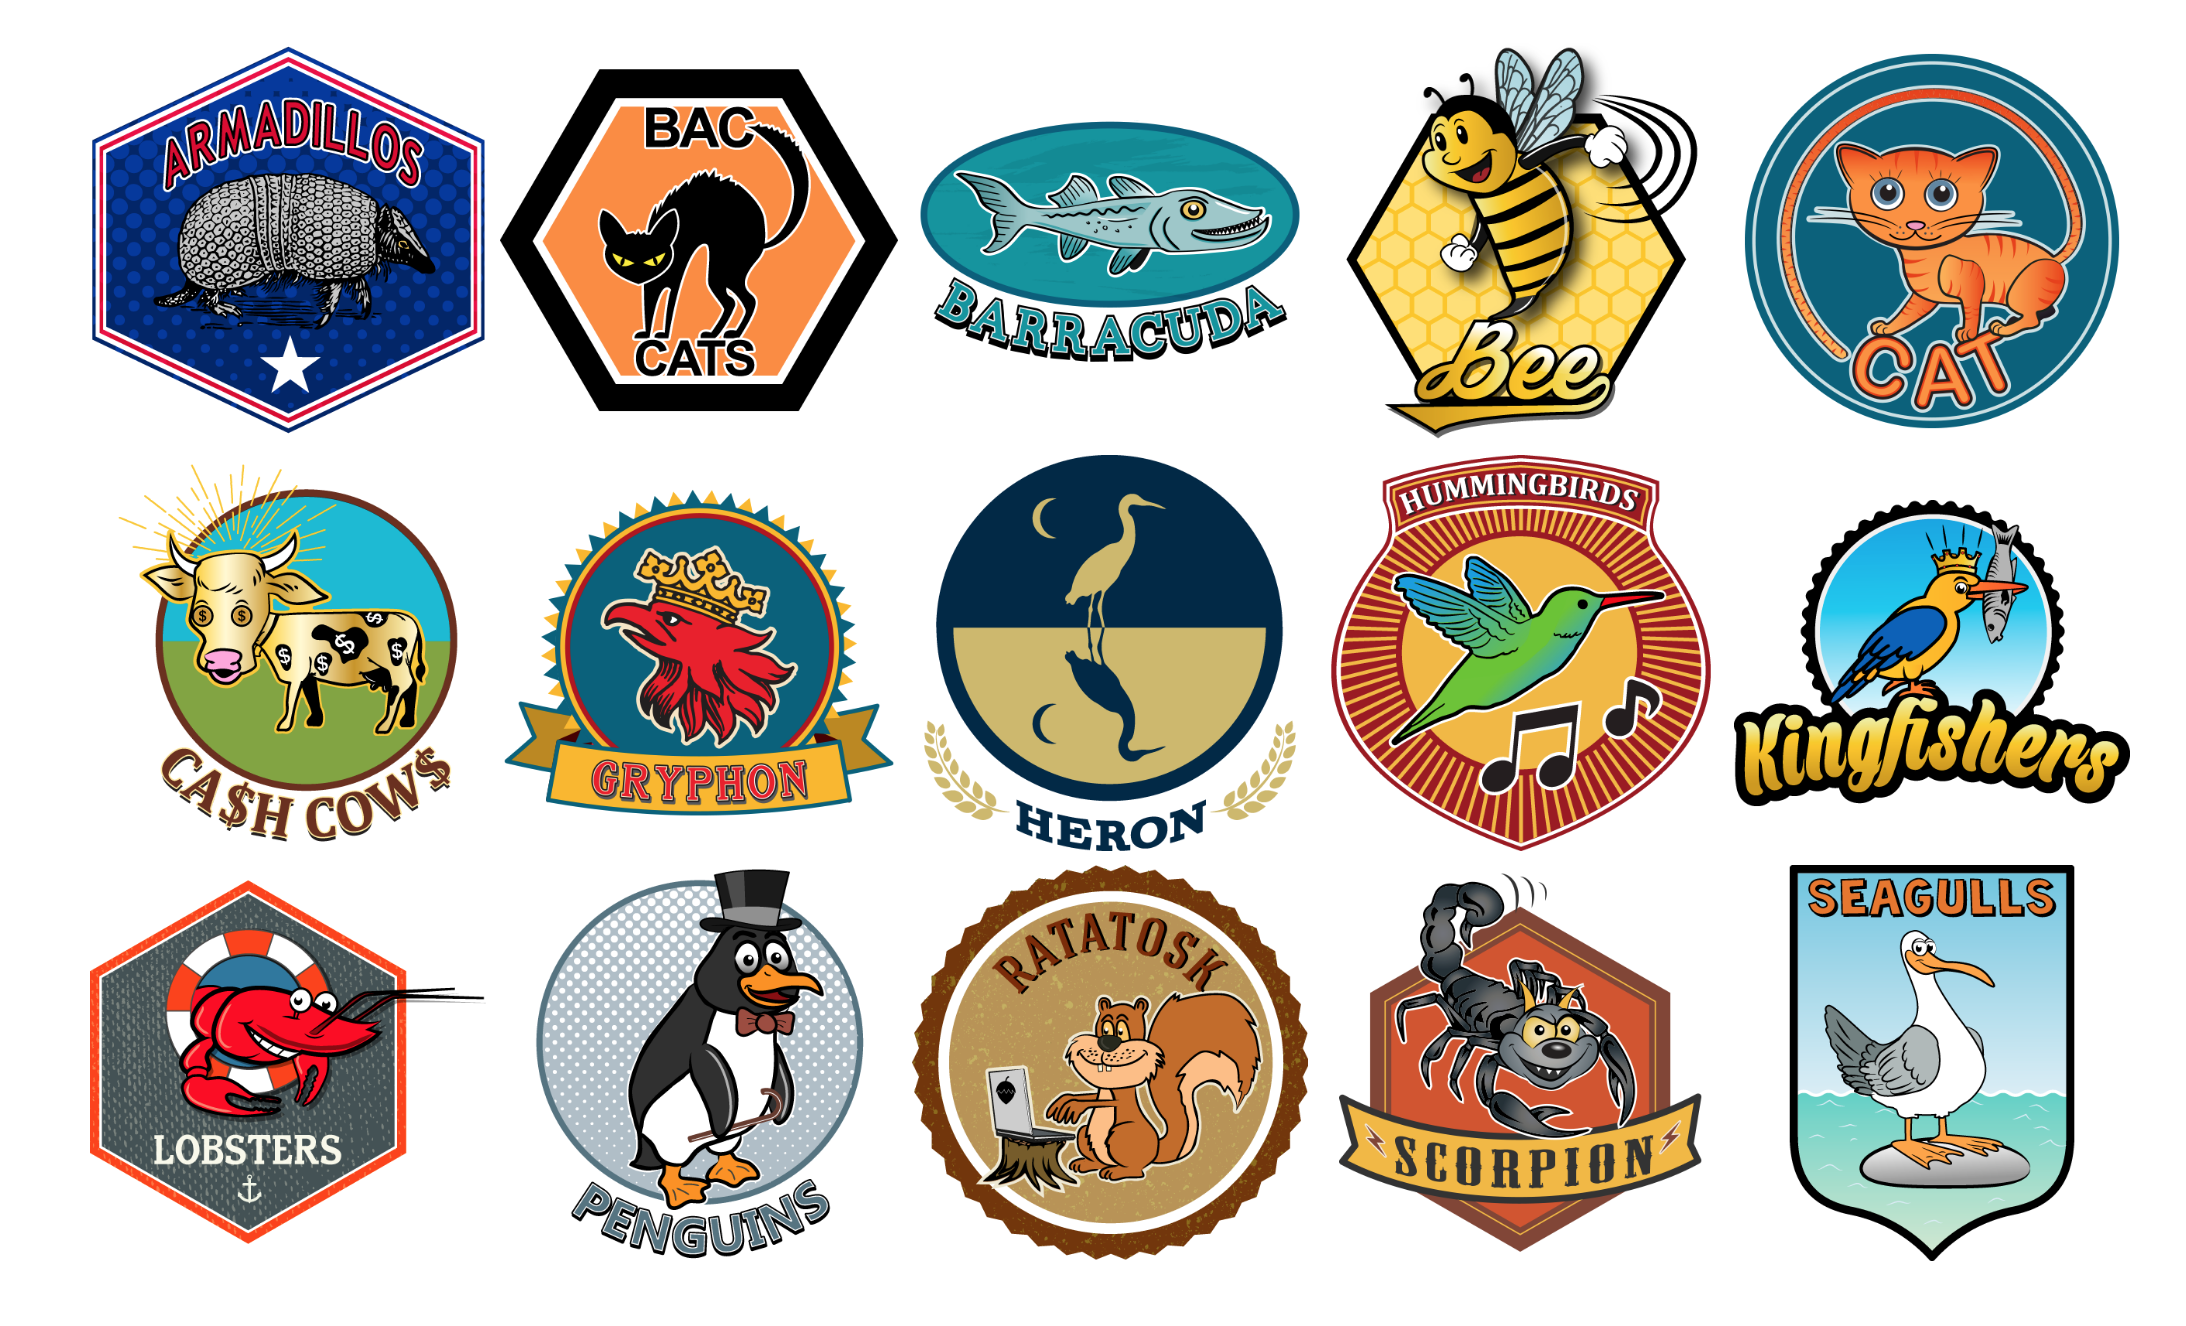 ARMADILLOS
BAC
CATS
BARRACUDA
Bee
CAT
CA$H COW$
GRYPHON
HERON
HUMMINGBIRDS
Kingfishers
LOBSTERS
PENGUINS
RATATOSK
SCORPION
SEAGULLS